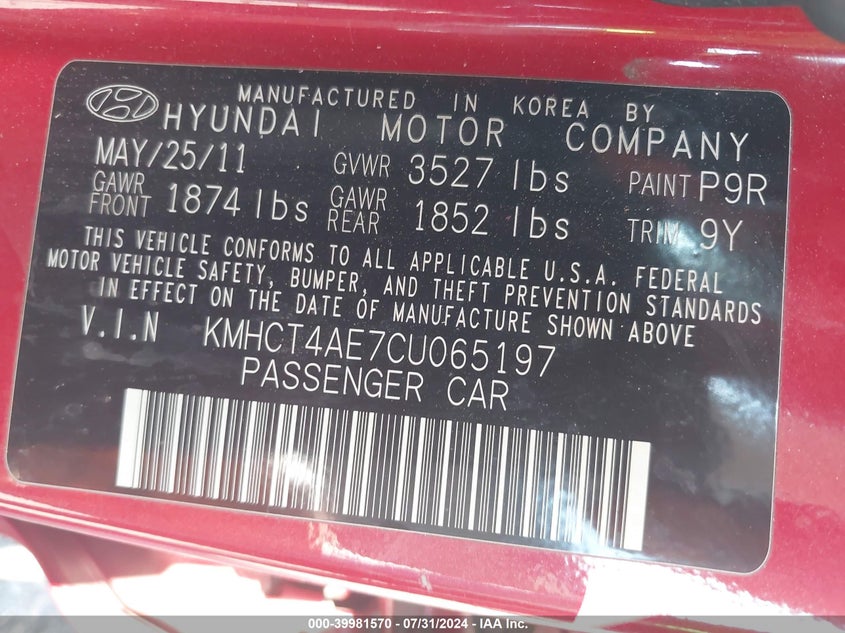 MANUFACTURED IN KOREA BY
HYUNDAI MOTOR COMPANY
MAY/25/11 GVWR 3527 lbs PAINT P9R
GAWR FRONT 1874 lbs GAWR REAR 1852 lbs TRIM 9Y
THIS VEHICLE CONFORMS TO ALL APPLICABLE U.S.A. FEDERAL
MOTOR VEHICLE SAFETY, BUMPER, AND THEFT PREVENTION STANDARDS
IN EFFECT ON THE DATE OF MANUFACTURE SHOWN ABOVE
V.I.N KMHCT4AE7CU065197
PASSENGER CAR
000-39981570 / 07/31/2024 - IAA Inc.